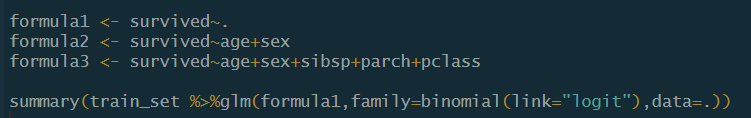 formula1 <- survived~.
formula2 <- survived~age+sex
formula3 <- survived~age+sex+sibsp+parch+pclass
summary(train_set %>%glm(formula1,family=binomial(link="logit"),data=.))